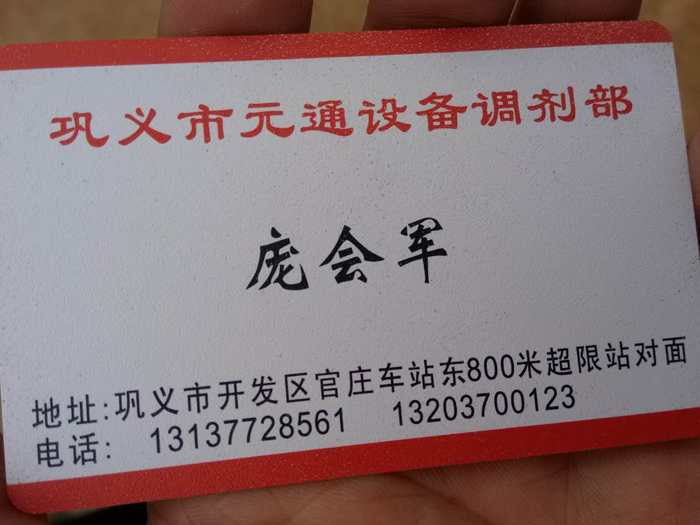 巩义市元通设备调剂部
庞会军
地址:巩义市开发区官庄车站东800米超限站对面
电话: 13137728561 13203700123